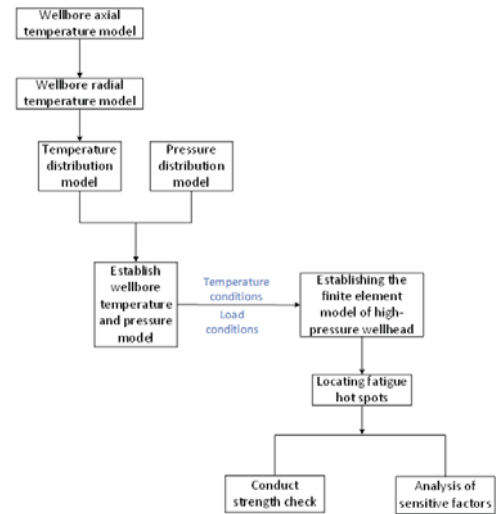 Wellbore axial
temperature model
Wellbore radial
temperature model
Temperature
distribution
model
Pressure
distribution
model
Establish
wellbore
temperature
and pressure
model
Temperature
conditions
Load
conditions
Establishing the
finite element
model of high-
pressure wellhead
Locating fatigue
hot spots
Conduct
strength check
Analysis of
sensitive factors